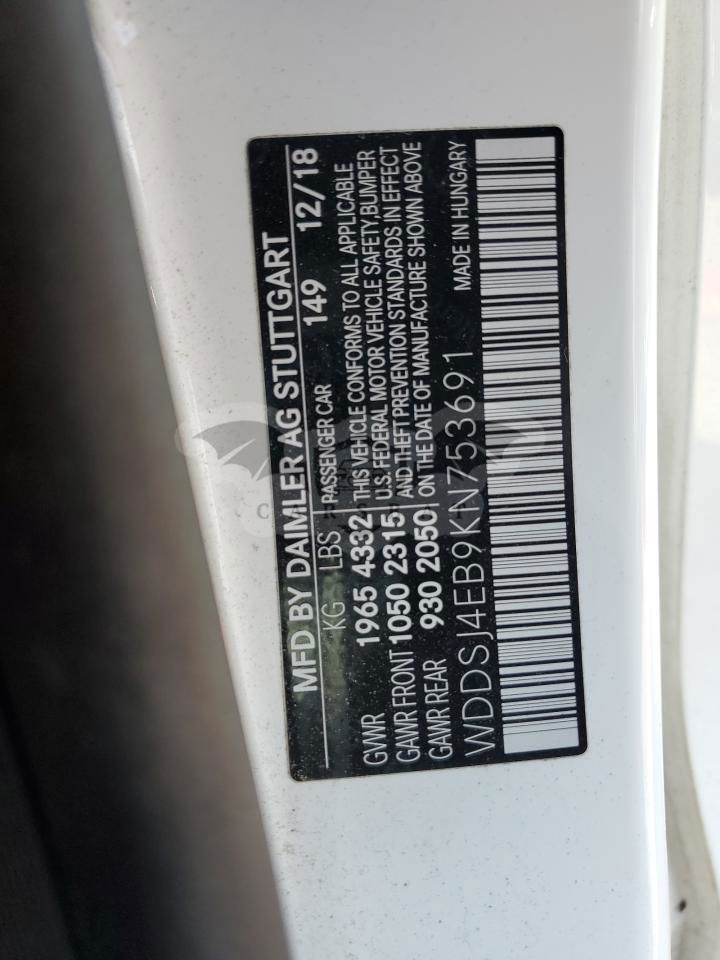 MFD BY DAIMLER AG STUTTGART
KG LBS PASSENGER CAR 149 12/18
GVWR 1965 4332 THIS VEHICLE CONFORMS TO ALL APPLICABLE
GAWR FRONT 1050 2315 U.S. FEDERAL MOTOR VEHICLE SAFETY,BUMPER
GAWR REAR 930 2050 AND THEFT PREVENTION STANDARDS IN EFFECT
ON THE DATE OF MANUFACTURE SHOWN ABOVE
MADE IN HUNGARY
WDDSJ4EB9KN753691